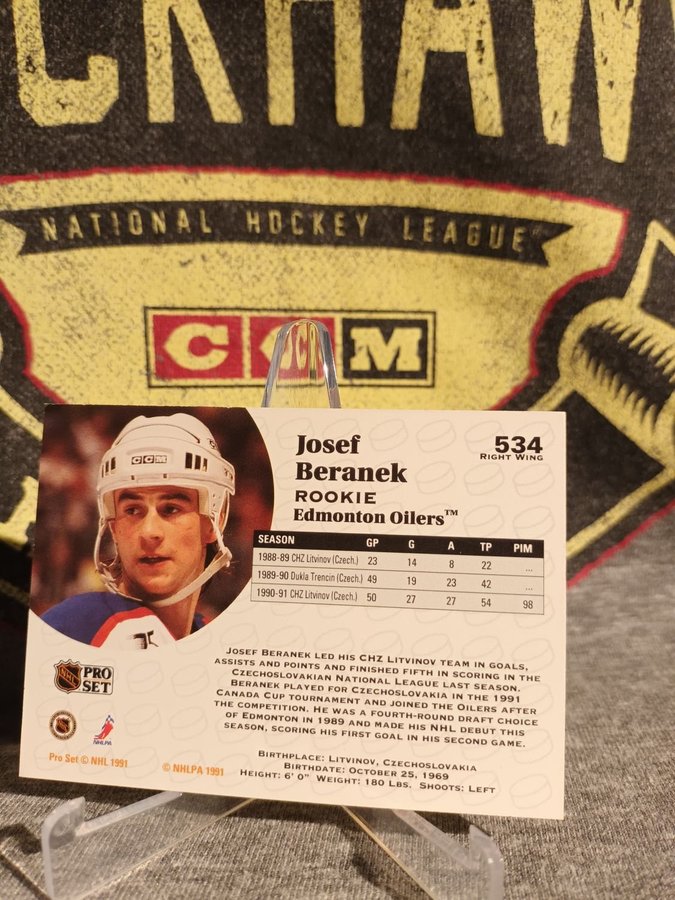 CKHAW
NATIONAL HOCKEY LEAGUE
CCM
CCM
Josef
Beranek
ROOKIE
Edmonton Oilers™
534
RIGHT WING
SEASON GP G A TP PIM
1988-89 CHZ Litvinov (Czech.) 23 14 8 22 ...
1989-90 Dukla Trencin (Czech.) 49 19 23 42 ...
1990-91 CHZ Litvinov (Czech.) 50 27 27 54 98
JOSEF BERANEK LED HIS CHZ LITVINOV TEAM IN GOALS,
ASSISTS AND POINTS AND FINISHED FIFTH IN SCORING IN THE
CZECHOSLOVAKIAN NATIONAL LEAGUE LAST SEASON.
BERANEK PLAYED FOR CZECHOSLOVAKIA IN THE 1991
CANADA CUP TOURNAMENT AND JOINED THE OILERS AFTER
THE COMPETITION. HE WAS A FOURTH-ROUND DRAFT CHOICE
OF EDMONTON IN 1989 AND MADE HIS NHL DEBUT THIS
SEASON, SCORING HIS FIRST GOAL IN HIS SECOND GAME.
NHL PRO
SET
NHLPA
BIRTHPLACE: LITVINOV, CZECHOSLOVAKIA
BIRTHDATE: OCTOBER 25, 1969
HEIGHT: 6' 0" WEIGHT: 180 LBS. SHOOTS: LEFT
Pro Set © NHL 1991
© NHLPA 1991